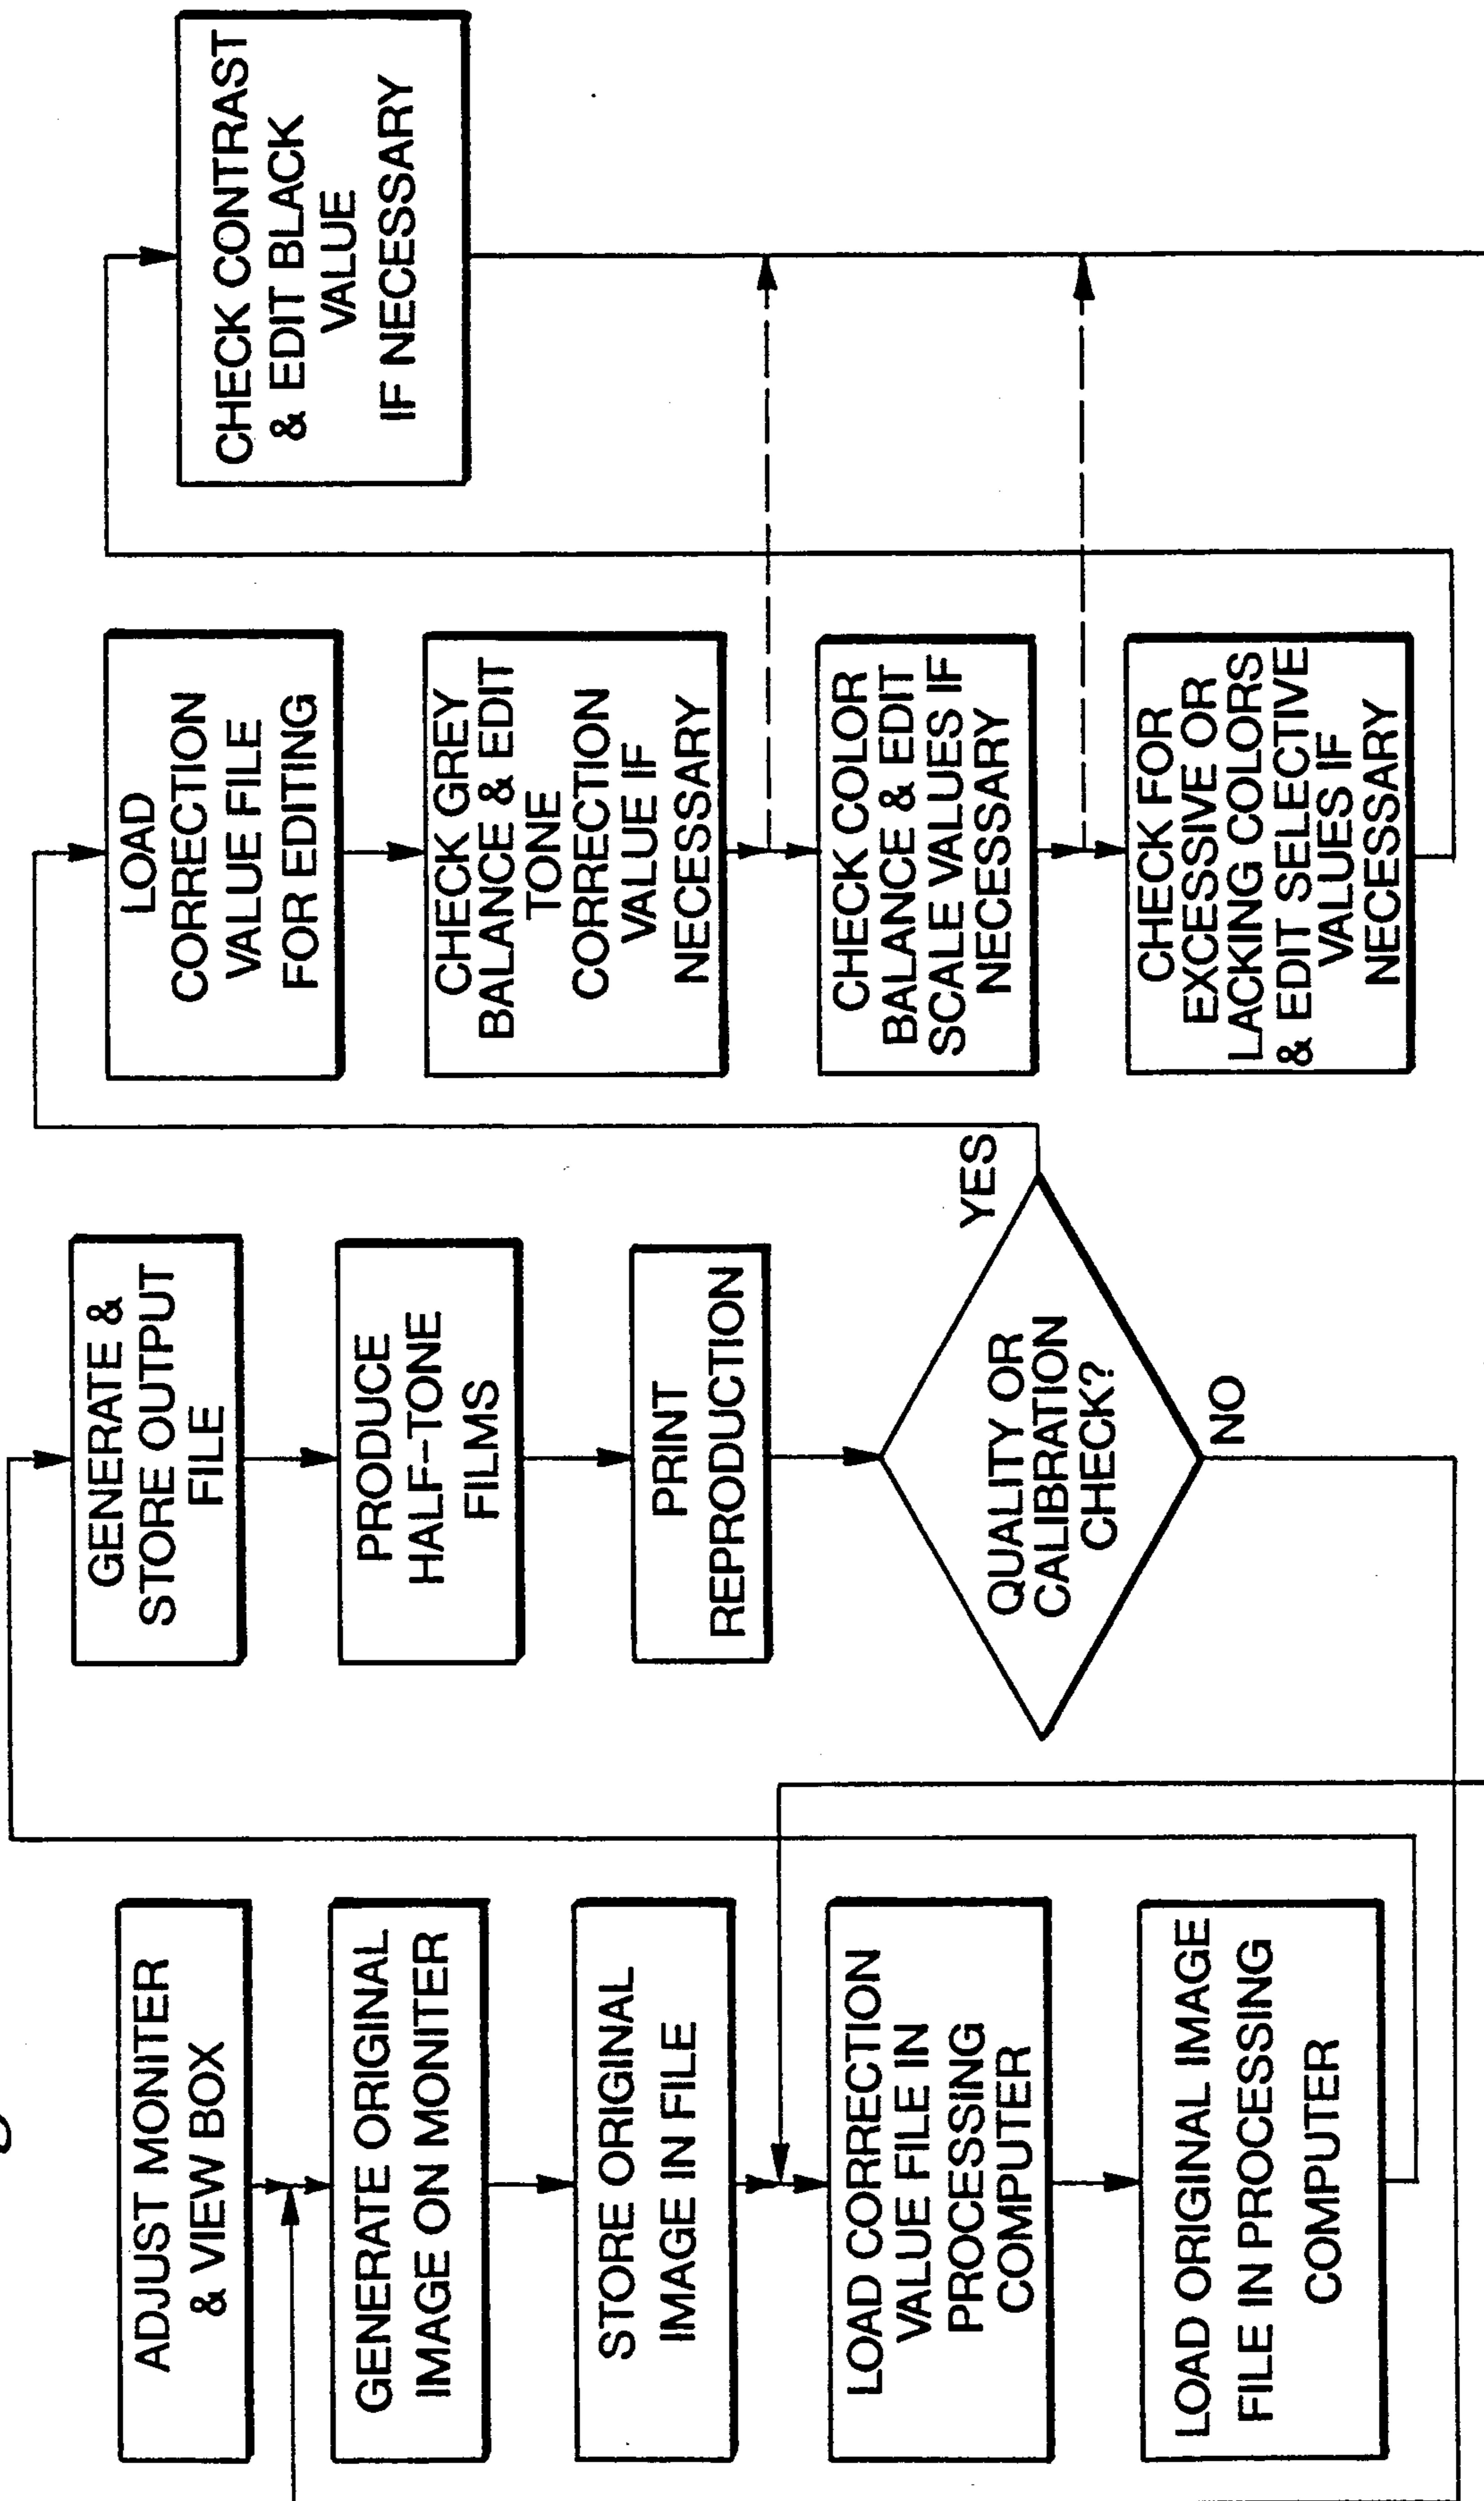 ADJUST MONITER
& VIEW BOX
GENERATE ORIGINAL
IMAGE ON MONITER
STORE ORIGINAL
IMAGE IN FILE
LOAD CORRECTION
VALUE FILE IN
PROCESSING
COMPUTER
LOAD ORIGINAL IMAGE
FILE IN PROCESSING
COMPUTER
GENERATE &
STORE OUTPUT
FILE
PRODUCE
HALF-TONE
FILMS
PRINT
REPRODUCTION
QUALITY OR
CALIBRATION
CHECK?
YES
NO
LOAD
CORRECTION
VALUE FILE
FOR EDITING
CHECK GREY
BALANCE & EDIT
TONE
CORRECTION
VALUE IF
NECESSARY
CHECK COLOR
BALANCE & EDIT
SCALE VALUES IF
NECESSARY
CHECK FOR
EXCESSIVE OR
LACKING COLORS
& EDIT SELECTIVE
VALUES IF
NECESSARY
CHECK CONTRAST
& EDIT BLACK
VALUE
IF NECESSARY